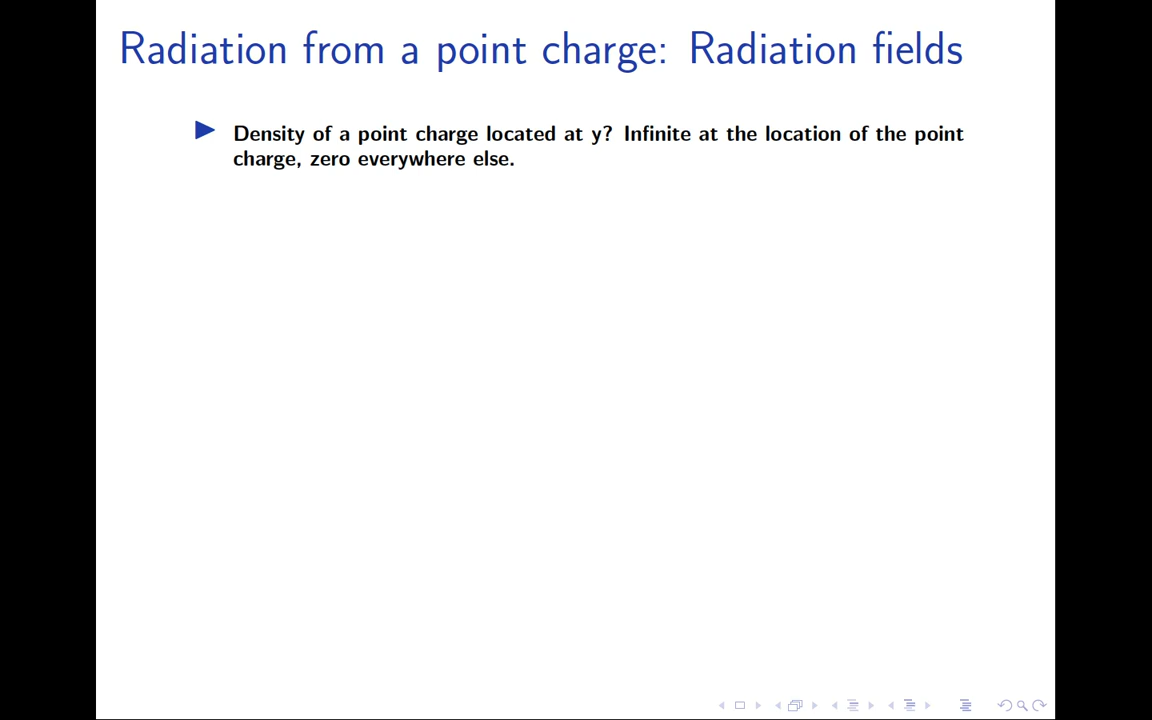 Radiation from a point charge: Radiation fields
Density of a point charge located at y? Infinite at the location of the point
charge, zero everywhere else.